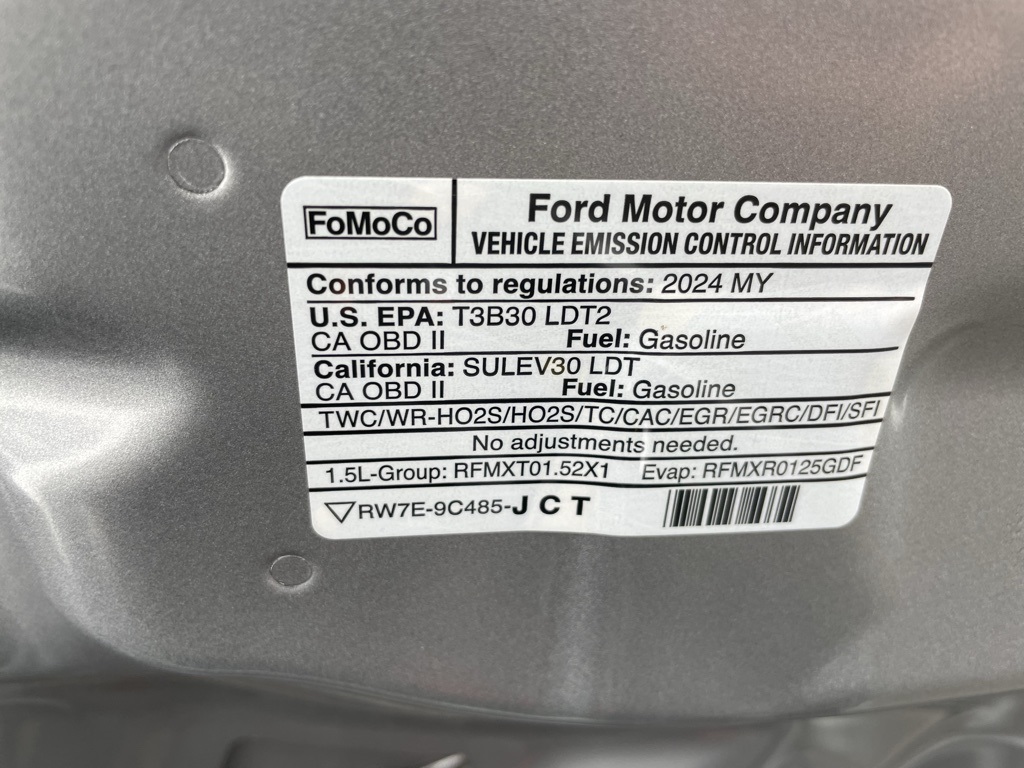 FoMoCo
Ford Motor Company
VEHICLE EMISSION CONTROL INFORMATION
Conforms to regulations: 2024 MY
U.S. EPA: T3B30 LDT2
CA OBD II Fuel: Gasoline
California: SULEV30 LDT
CA OBD II Fuel: Gasoline
TWC/WR-HO2S/HO2S/TC/CAC/EGR/EGRC/DFI/SFI
No adjustments needed.
1.5L-Group: RFMXT01.52X1 Evap: RFMXR0125GDF
RW7E-9C485-J C T